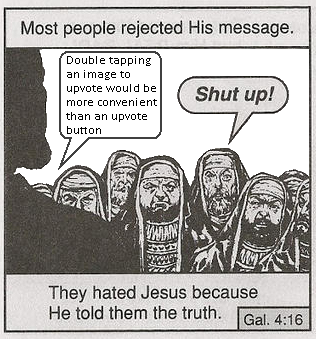 Most people rejected His message.
Double tapping
an image to
upvote would be
more convenient
than an upvote
button
Shut up!
They hated Jesus because
He told them the truth.
Gal. 4:16